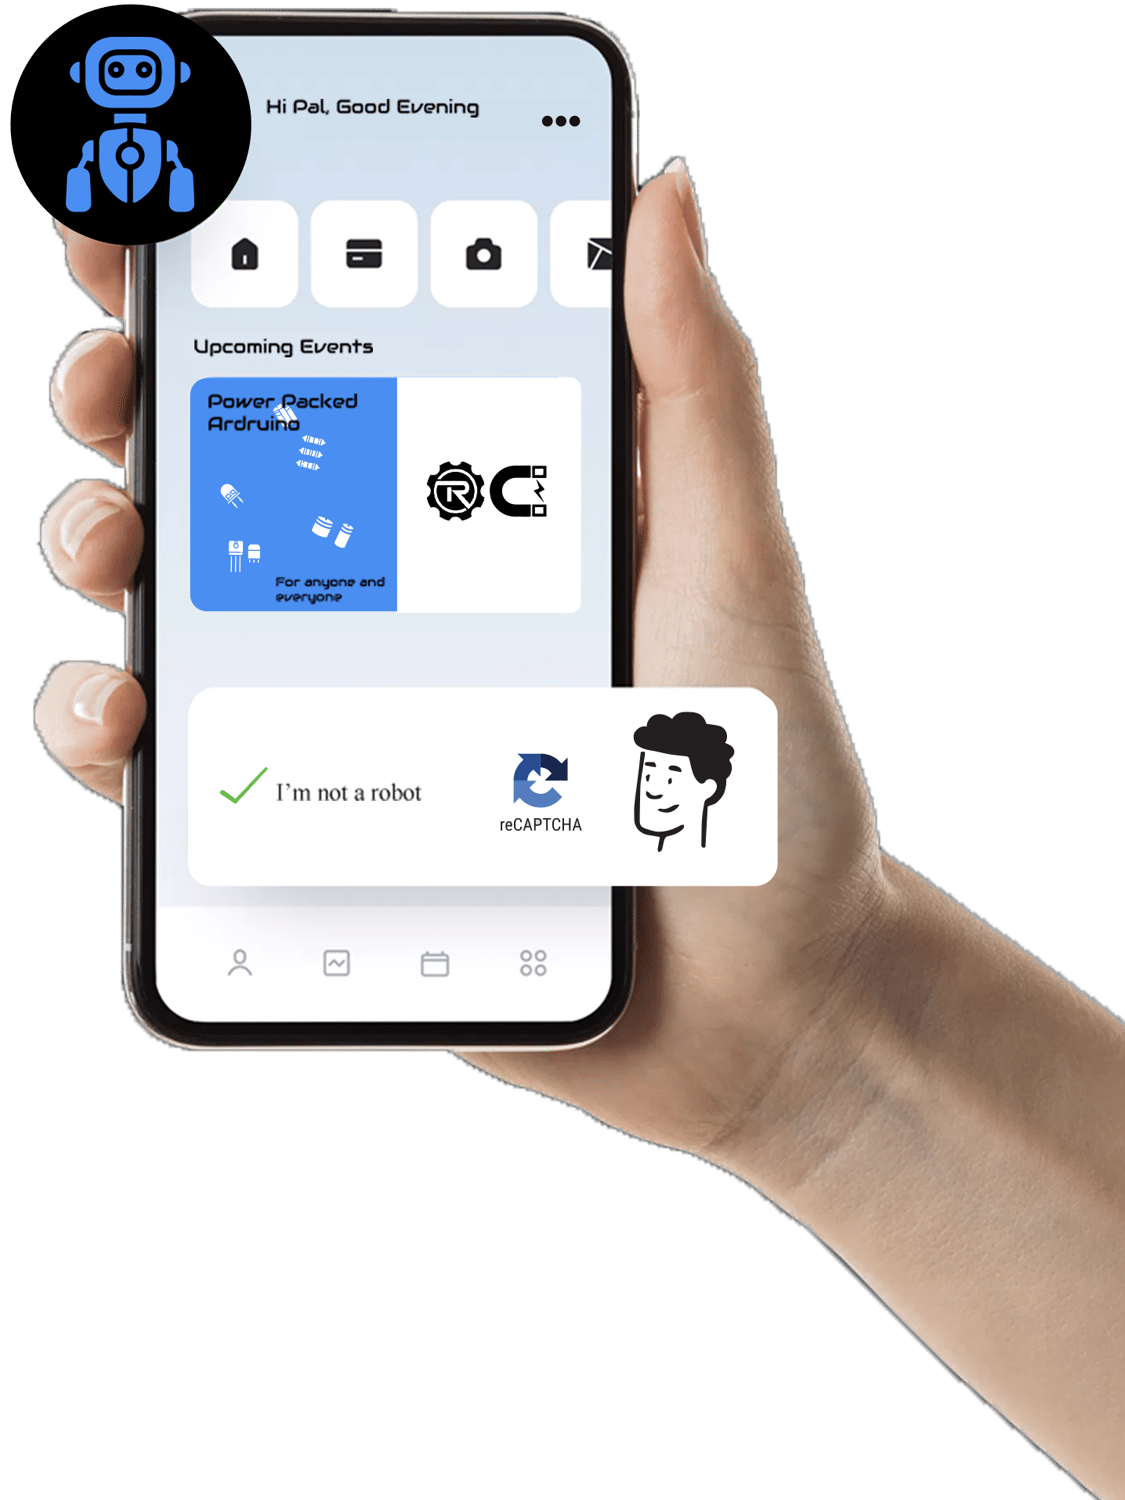 Hi Pal, Good Evening
Upcoming Events
Power Packed
Ardruino
For anyone and
everyone
I'm not a robot
reCAPTCHA